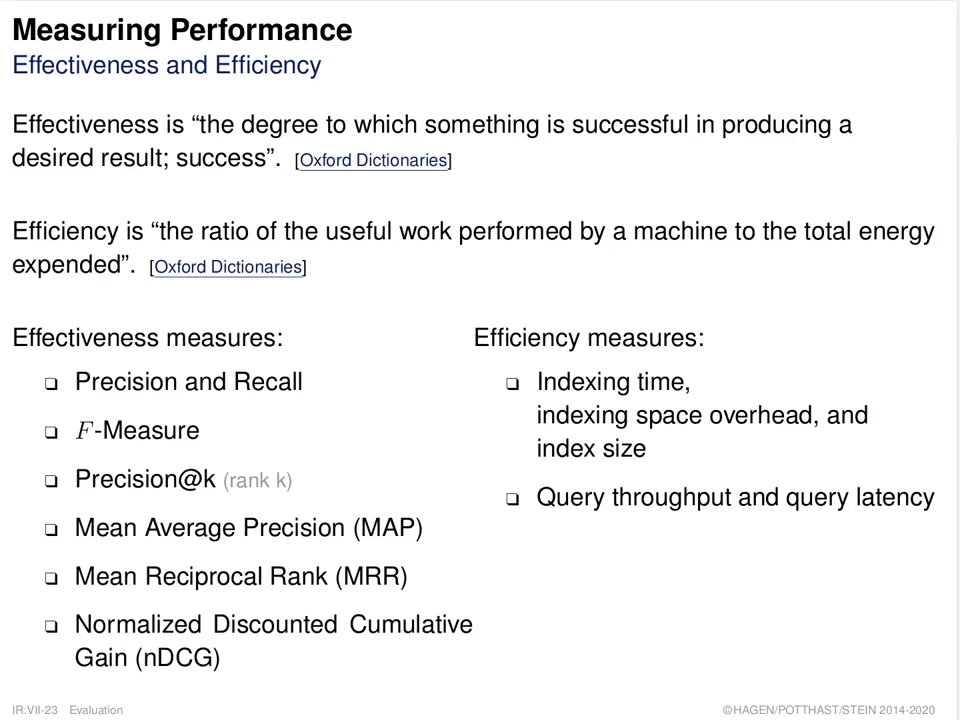 Measuring Performance
Effectiveness and Efficiency
Effectiveness is “the degree to which something is successful in producing a
desired result; success”. [Oxford Dictionaries]
Efficiency is “the ratio of the useful work performed by a machine to the total energy
expended”. [Oxford Dictionaries]
Effectiveness measures:
❏ Precision and Recall
❏ F-Measure
❏ Precision@k (rank k)
❏ Mean Average Precision (MAP)
❏ Mean Reciprocal Rank (MRR)
❏ Normalized Discounted Cumulative
Gain (nDCG)
Efficiency measures:
❏ Indexing time,
indexing space overhead, and
index size
❏ Query throughput and query latency
IR:VII-23 Evaluation
©HAGEN/POTTHAST/STEIN 2014-2020